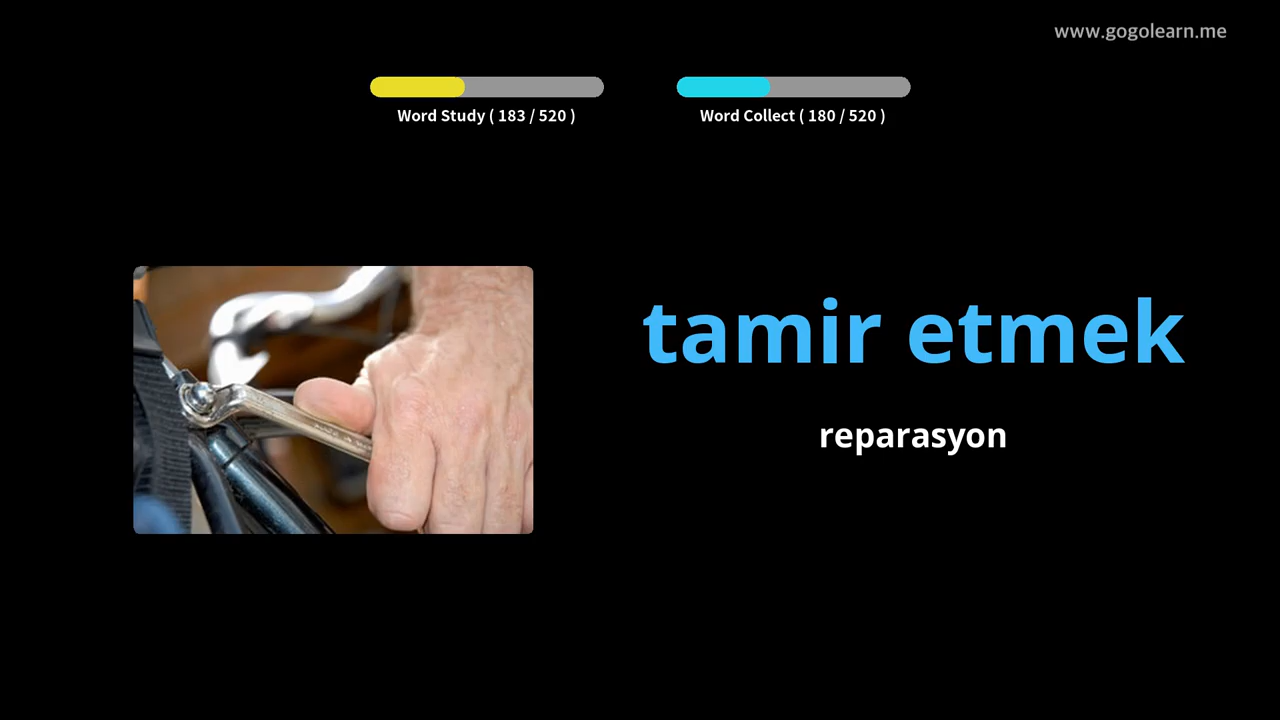 www.gogolearn.me
Word Study ( 183 / 520 )
Word Collect ( 180 / 520 )
tamir etmek
reparasyon